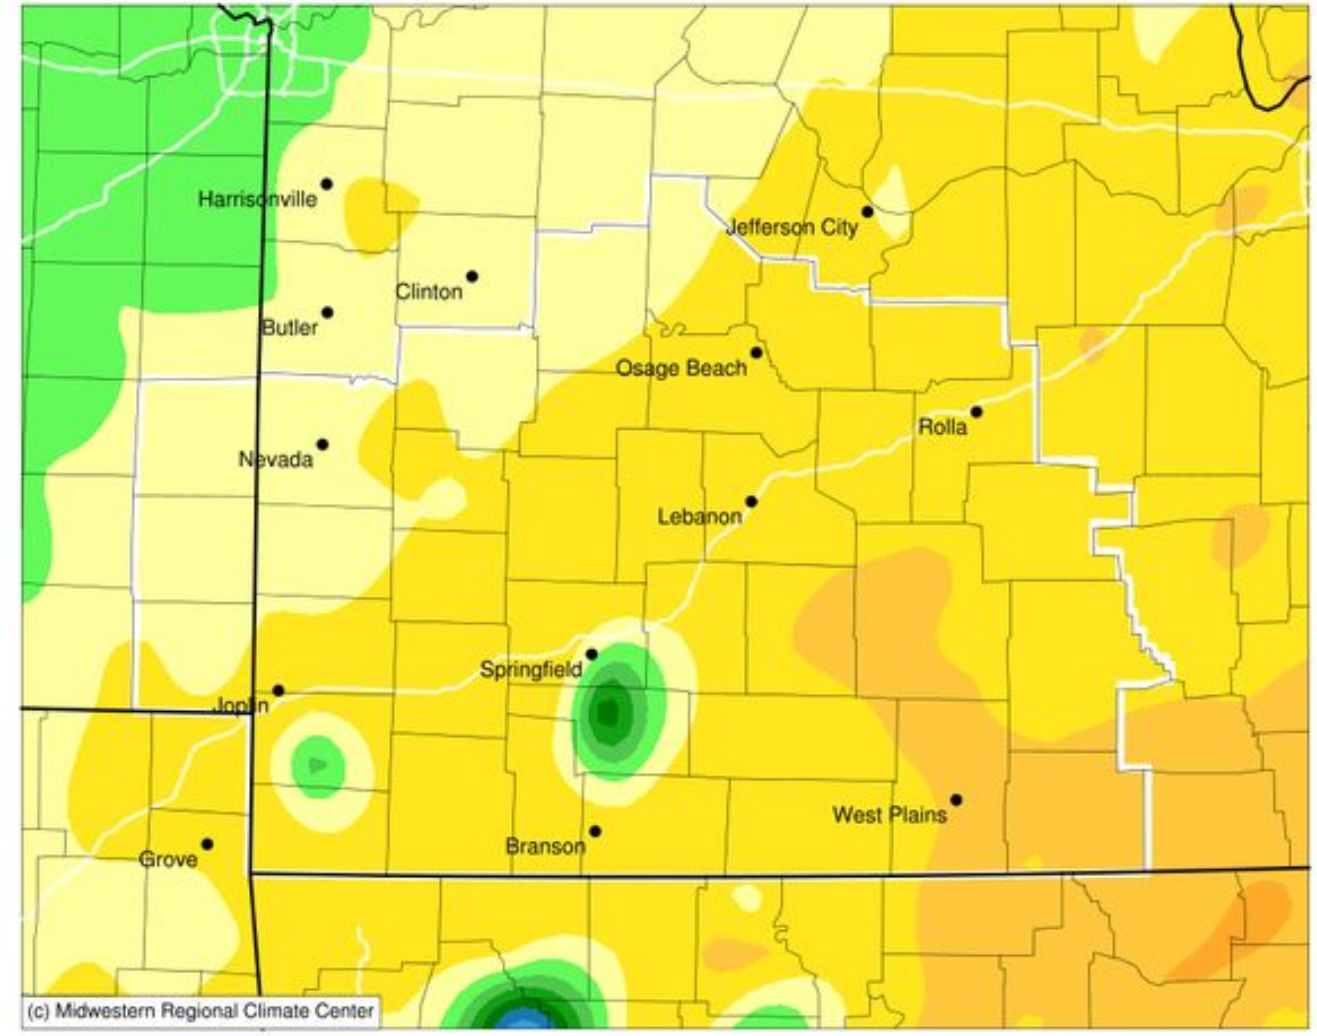 Harrisonville
Jefferson City
Clinton
Butler
Osage Beach
Rolla
Nevada
Lebanon
Springfield
Joplin
West Plains
Branson
Grove
(c) Midwestern Regional Climate Center